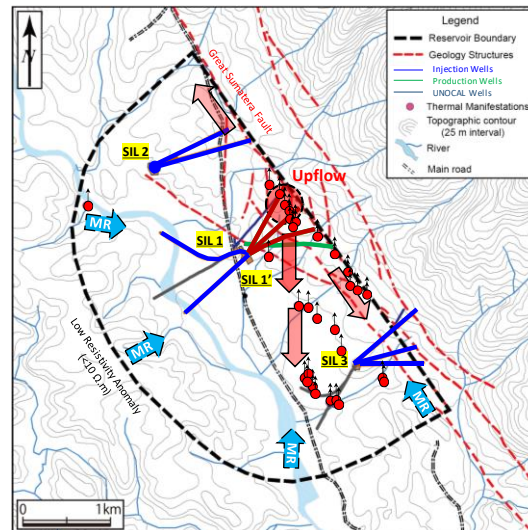 N
Legend
Reservoir Boundary
Geology Structures
Injection Wells
Production Wells
UNOCAL Wells
Thermal Manifestations
Topographic contour
(25 m interval)
River
Main road
Great Sumatera Fault
SIL 2
Upflow
MR
SIL 1
SIL 1’
MR
SIL 3
Low Resistivity Anomaly
(<10 Ω.m)
MR
MR
0
1km